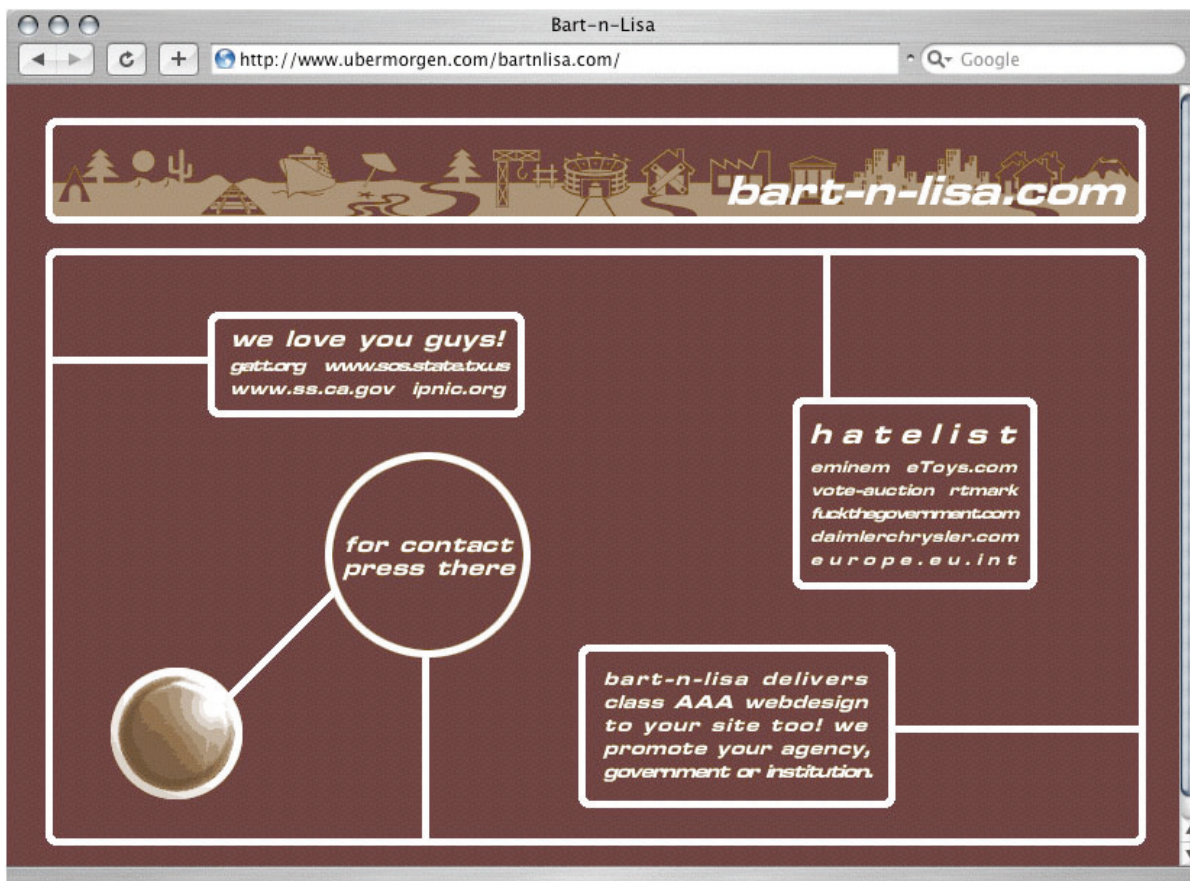 Bart-n-Lisa
http://www.ubermorgen.com/bartnlisa.com/
Google
bart-n-lisa.com
we love you guys!
gatt.org www.sos.state.tx.us
www.ss.ca.gov ipnic.org
hatelist
eminem eToys.com
vote-auction rtmark
fuckthegovernment.com
daimlerchrysler.com
europe.eu.int
for contact
press there
bart-n-lisa delivers
class AAA webdesign
to your site too! we
promote your agency,
government or institution.